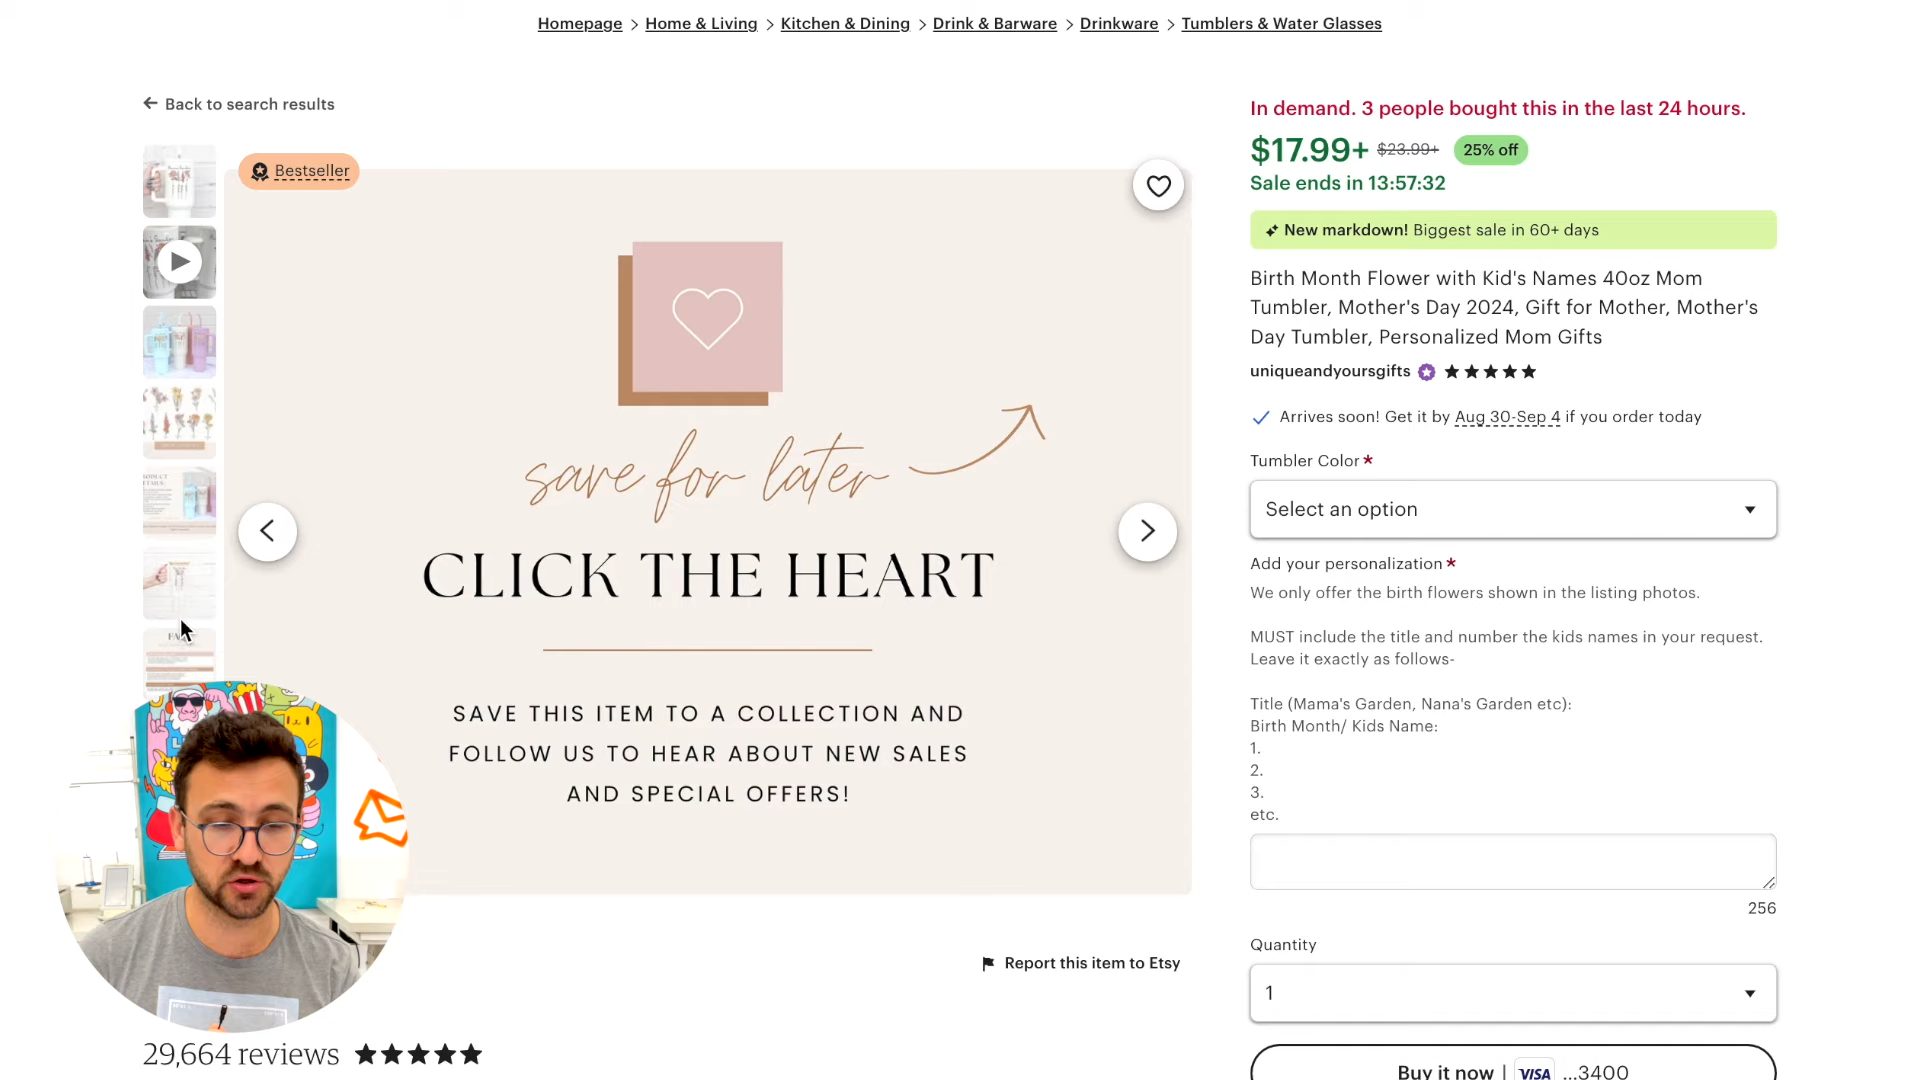 Homepage > Home & Living > Kitchen & Dining > Drink & Barware > Drinkware > Tumblers & Water Glasses
Back to search results
Bestseller
save for later
CLICK THE HEART
SAVE THIS ITEM TO A COLLECTION AND
FOLLOW US TO HEAR ABOUT NEW SALES
AND SPECIAL OFFERS!
Report this item to Etsy
29,664 reviews
In demand. 3 people bought this in the last 24 hours.
$17.99+ $23.99+ 25% off
Sale ends in 13:57:32
New markdown! Biggest sale in 60+ days
Birth Month Flower with Kid's Names 40oz Mom
Tumbler, Mother's Day 2024, Gift for Mother, Mother's
Day Tumbler, Personalized Mom Gifts
uniqueandyoursgifts
Arrives soon! Get it by Aug 30-Sep 4 if you order today
Tumbler Color *
Select an option
Add your personalization *
We only offer the birth flowers shown in the listing photos.
MUST include the title and number the kids names in your request.
Leave it exactly as follows-
Title (Mama's Garden, Nana's Garden etc):
Birth Month/ Kids Name:
1.
2.
3.
etc.
256
Quantity
1
Buy it now | VISA ...3400